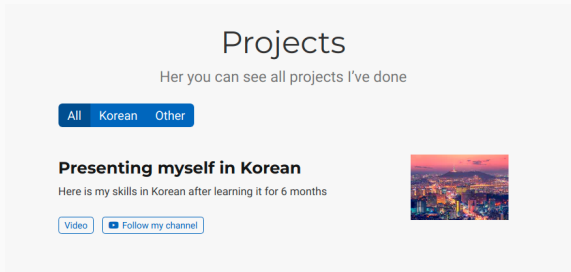 Projects
Her you can see all projects I've done
All Korean Other
Presenting myself in Korean
Here is my skills in Korean after learning it for 6 months
Video Follow my channel